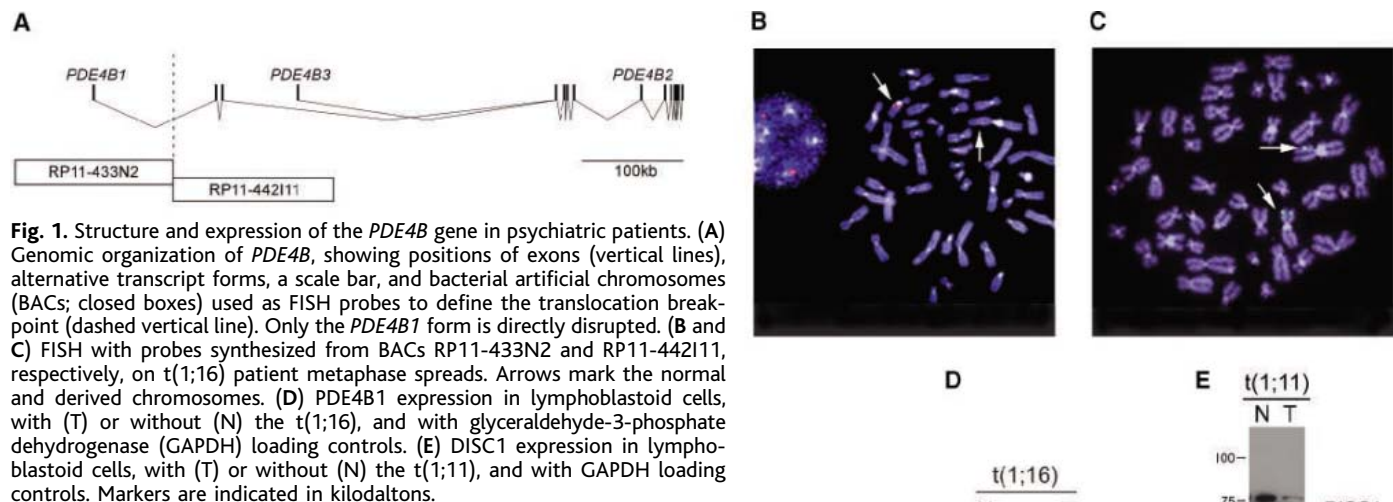 A
PDE4B1 PDE4B3 PDE4B2
RP11-433N2
RP11-442I11
100kb
Fig. 1. Structure and expression of the PDE4B gene in psychiatric patients. (A)
Genomic organization of PDE4B, showing positions of exons (vertical lines),
alternative transcript forms, a scale bar, and bacterial artificial chromosomes
(BACs; closed boxes) used as FISH probes to define the translocation break-
point (dashed vertical line). Only the PDE4B1 form is directly disrupted. (B and
C) FISH with probes synthesized from BACs RP11-433N2 and RP11-442I11,
respectively, on t(1;16) patient metaphase spreads. Arrows mark the normal
and derived chromosomes. (D) PDE4B1 expression in lymphoblastoid cells,
with (T) or without (N) the t(1;16), and with glyceraldehyde-3-phosphate
dehydrogenase (GAPDH) loading controls. (E) DISC1 expression in lympho-
blastoid cells, with (T) or without (N) the t(1;11), and with GAPDH loading
controls. Markers are indicated in kilodaltons.
B
C
D
t(1;16)
E
t(1;11)
N T
100
75